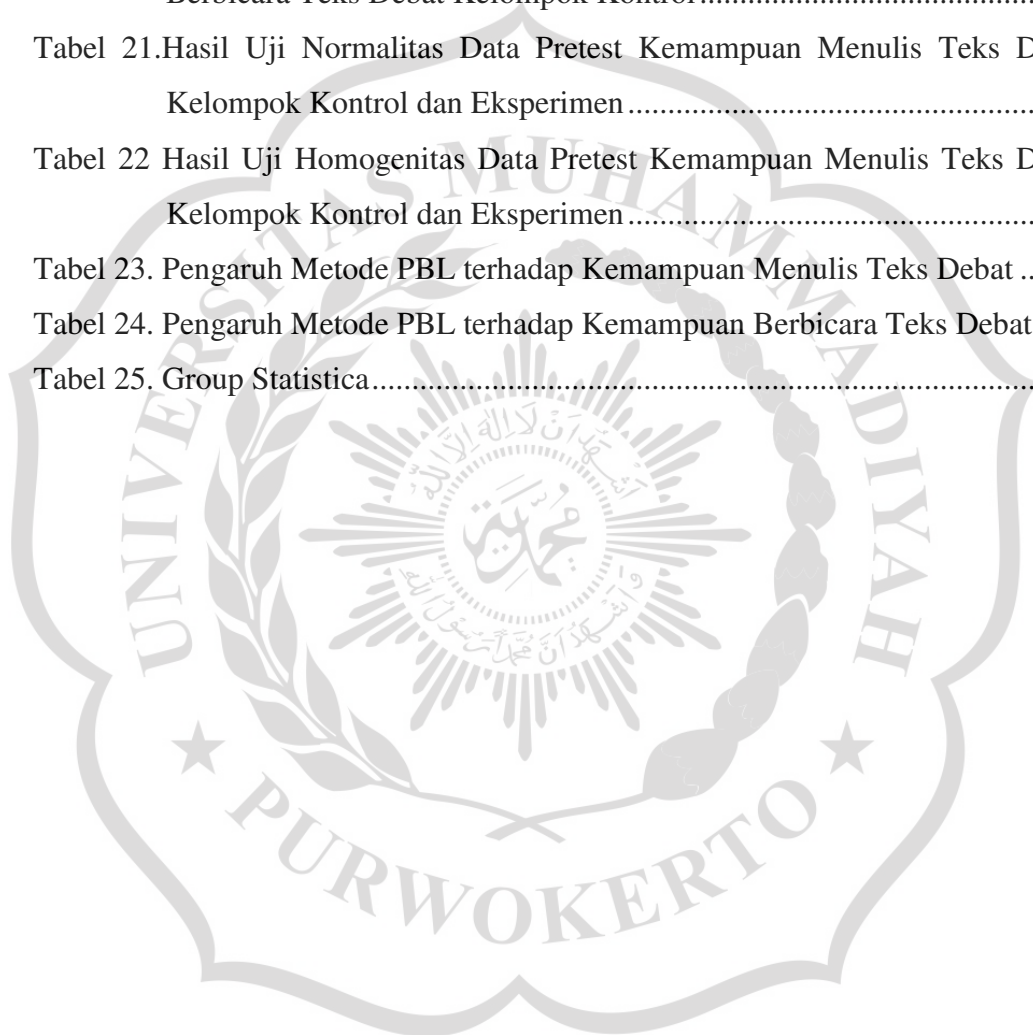 Berbicara Teks Debat Kelompok Kontrol
Tabel 21.Hasil Uji Normalitas Data Pretest Kemampuan Menulis Teks D
Kelompok Kontrol dan Eksperimen
Tabel 22 Hasil Uji Homogenitas Data Pretest Kemampuan Menulis Teks D
Kelompok Kontrol dan Eksperimen
Tabel 23. Pengaruh Metode PBL terhadap Kemampuan Menulis Teks Debat ..
Tabel 24. Pengaruh Metode PBL terhadap Kemampuan Berbicara Teks Debat
Tabel 25. Group Statistica
UNIVERSITAS MUHAMMADIYAH
PURWOKERTO